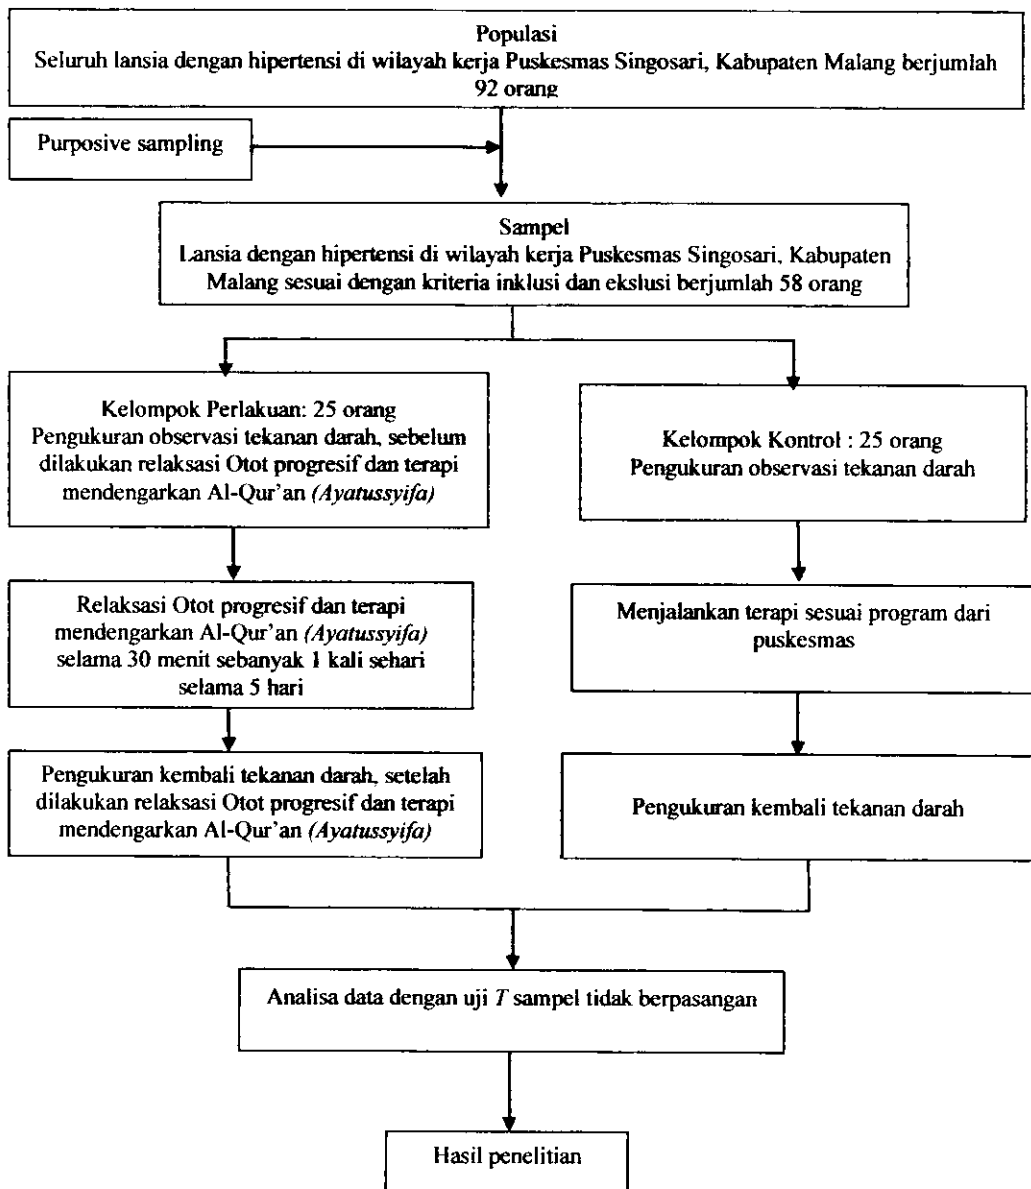 Populasi
Seluruh lansia dengan hipertensi di wilayah kerja Puskesmas Singosari, Kabupaten Malang berjumlah
92 orang
Purposive sampling
Sampel
Lansia dengan hipertensi di wilayah kerja Puskesmas Singosari, Kabupaten
Malang sesuai dengan kriteria inklusi dan ekslusi berjumlah 58 orang
Kelompok Perlakuan: 25 orang
Pengukuran observasi tekanan darah, sebelum
dilakukan relaksasi Otot progresif dan terapi
mendengarkan Al-Qur'an (Ayatussyifa)
Kelompok Kontrol : 25 orang
Pengukuran observasi tekanan darah
Relaksasi Otot progresif dan terapi
mendengarkan Al-Qur'an (Ayatussyifa)
selama 30 menit sebanyak 1 kali sehari
selama 5 hari
Menjalankan terapi sesuai program dari
puskesmas
Pengukuran kembali tekanan darah, setelah
dilakukan relaksasi Otot progresif dan terapi
mendengarkan Al-Qur'an (Ayatussyifa)
Pengukuran kembali tekanan darah
Analisa data dengan uji T sampel tidak berpasangan
Hasil penelitian